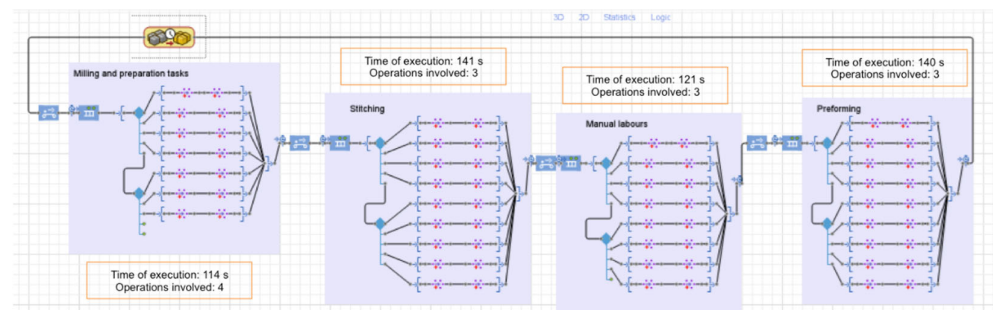 3D 2D Statistics Logic
Time of execution: 141 s
Operations involved: 3
Time of execution: 140 s
Operations involved: 3
Milling and preparation tasks
Time of execution: 121 s
Operations involved: 3
Stitching
Preforming
Manual labours
Time of execution: 114 s
Operations involved: 4